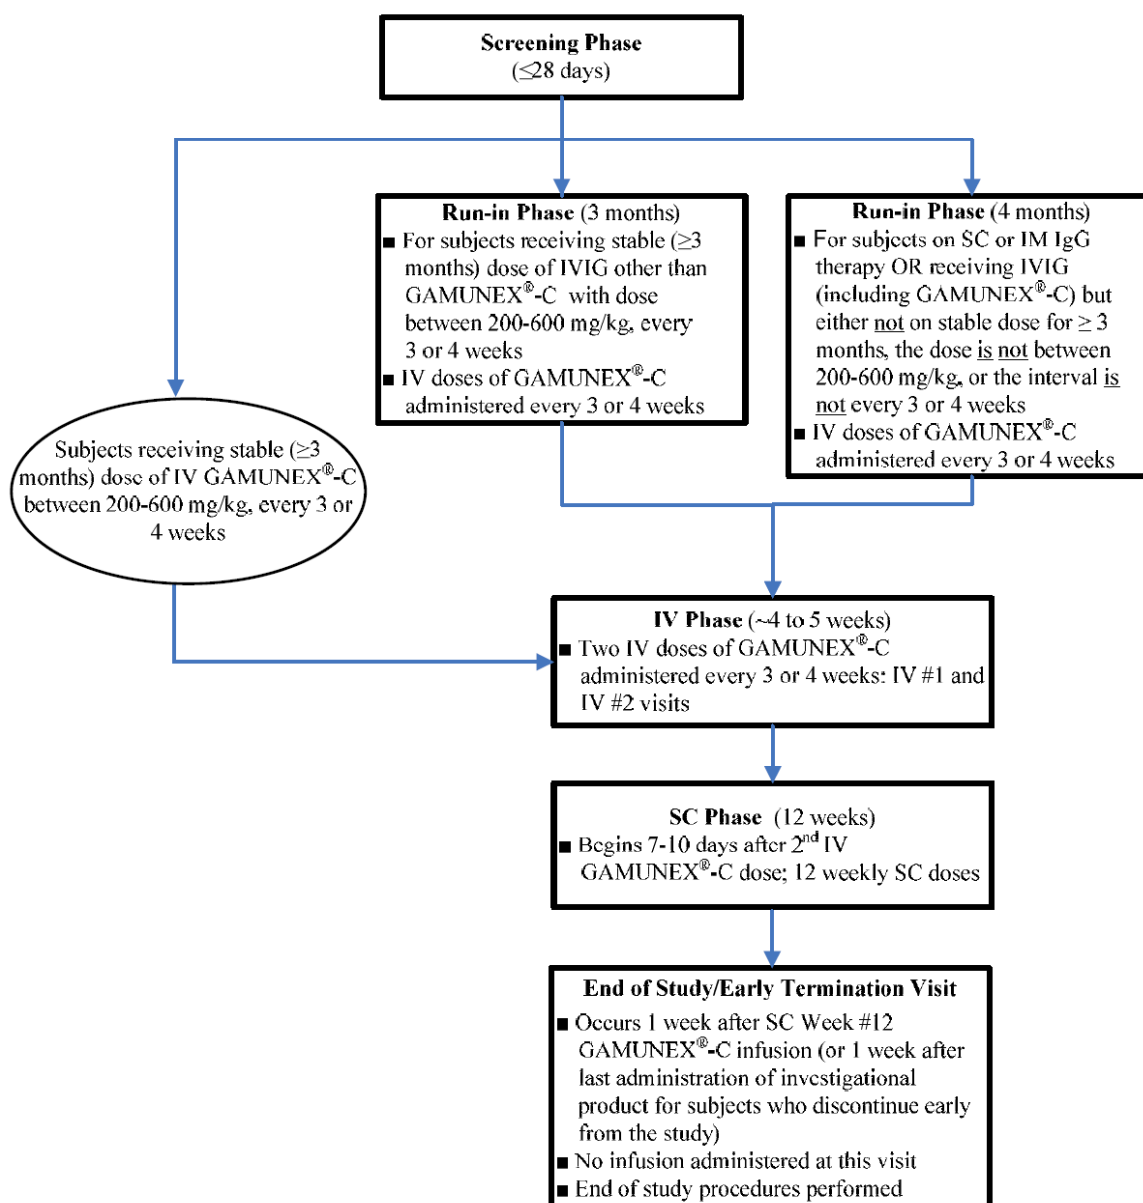 Screening Phase
(≤28 days)
Run-in Phase (3 months)
■ For subjects receiving stable (≥3
months) dose of IVIG other than
GAMUNEX®-C with dose
between 200-600 mg/kg, every
3 or 4 weeks
■ IV doses of GAMUNEX®-C
administered every 3 or 4 weeks
Run-in Phase (4 months)
■ For subjects on SC or IM IgG
therapy OR receiving IVIG
(including GAMUNEX®-C) but
either not on stable dose for ≥ 3
months, the dose is not between
200-600 mg/kg, or the interval is
not every 3 or 4 weeks
■ IV doses of GAMUNEX®-C
administered every 3 or 4 weeks
Subjects receiving stable (≥3
months) dose of IV GAMUNEX®-C
between 200-600 mg/kg, every 3 or
4 weeks
IV Phase (~4 to 5 weeks)
■ Two IV doses of GAMUNEX®-C
administered every 3 or 4 weeks: IV #1 and
IV #2 visits
SC Phase (12 weeks)
■ Begins 7-10 days after 2nd IV
GAMUNEX®-C dose; 12 weekly SC doses
End of Study/Early Termination Visit
■ Occurs 1 week after SC Week #12
GAMUNEX®-C infusion (or 1 week after
last administration of investigational
product for subjects who discontinue early
from the study)
■ No infusion administered at this visit
■ End of study procedures performed